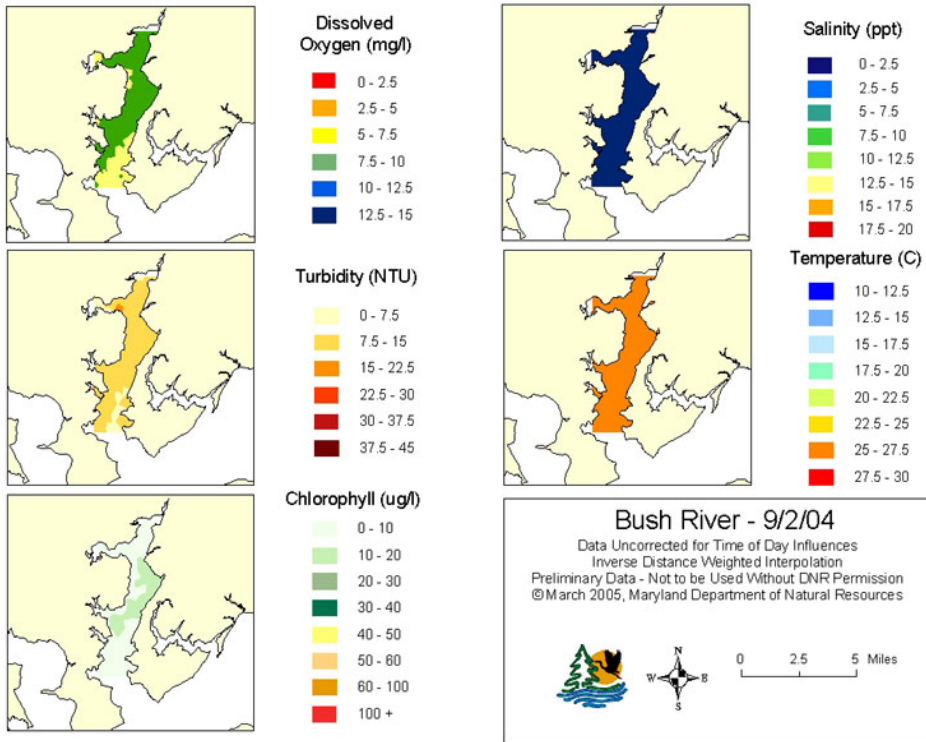 Dissolved
Oxygen (mg/l)
0 - 2.5
2.5 - 5
5 - 7.5
7.5 - 10
10 - 12.5
12.5 - 15
Salinity (ppt)
0 - 2.5
2.5 - 5
5 - 7.5
7.5 - 10
10 - 12.5
12.5 - 15
15 - 17.5
17.5 - 20
Turbidity (NTU)
0 - 7.5
7.5 - 15
15 - 22.5
22.5 - 30
30 - 37.5
37.5 - 45
Temperature (C)
10 - 12.5
12.5 - 15
15 - 17.5
17.5 - 20
20 - 22.5
22.5 - 25
25 - 27.5
27.5 - 30
Chlorophyll (ug/l)
0 - 10
10 - 20
20 - 30
30 - 40
40 - 50
50 - 60
60 - 100
100 +
Bush River - 9/2/04
Data Uncorrected for Time of Day Influences
Inverse Distance Weighted Interpolation
Preliminary Data - Not to be Used Without DNR Permission
© March 2005, Maryland Department of Natural Resources
N
W E
S
0 2.5 5 Miles